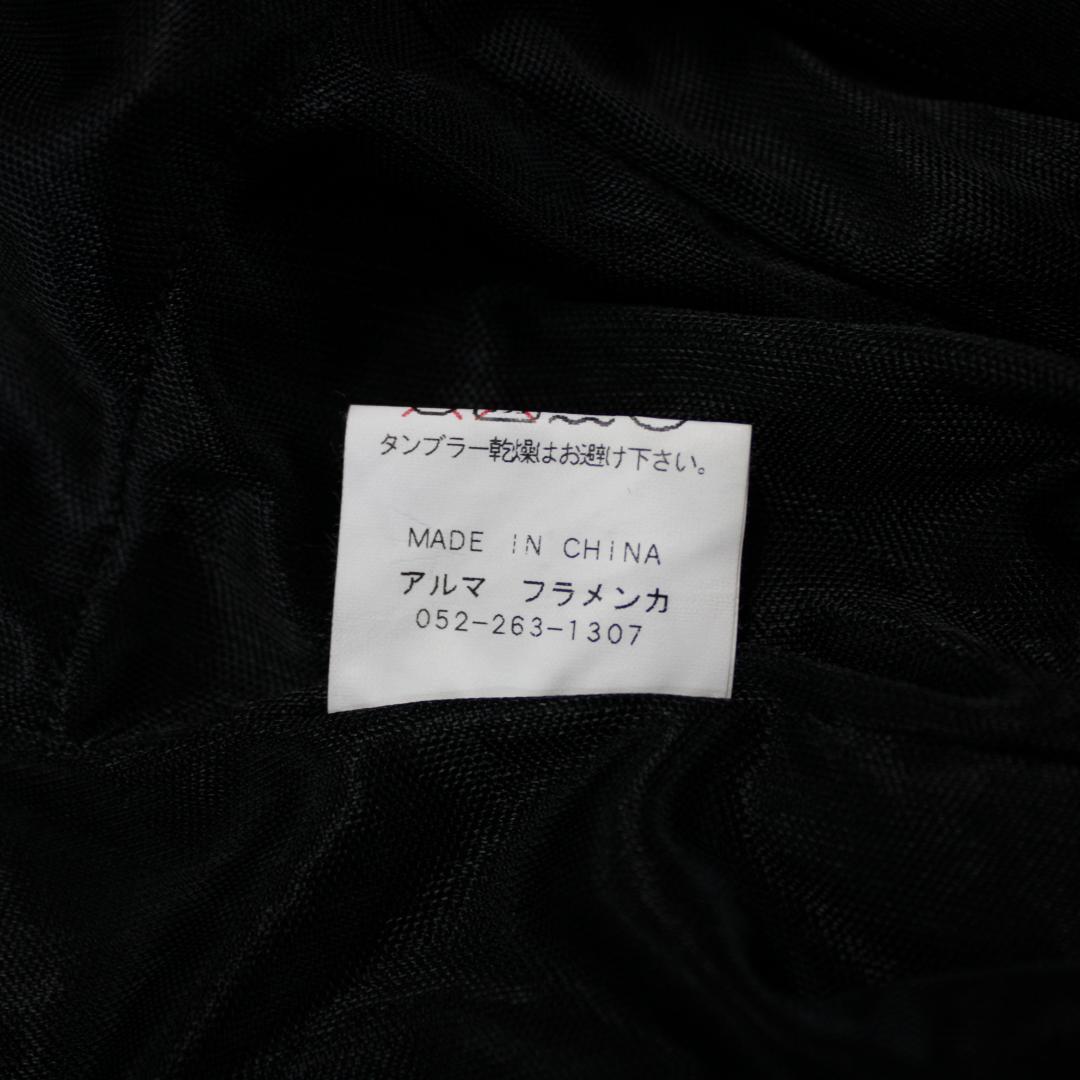 タンブラー乾燥はお避け下さい。
MADE IN CHINA
アルマ フラメンカ
052-263-1307